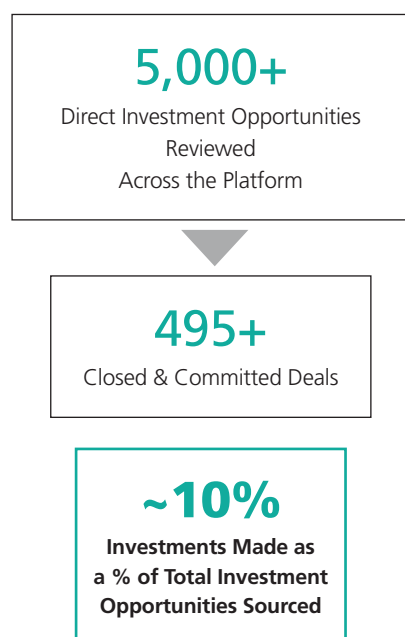 5,000+
Direct Investment Opportunities
Reviewed
Across the Platform
495+
Closed & Committed Deals
~10%
Investments Made as
a % of Total Investment
Opportunities Sourced